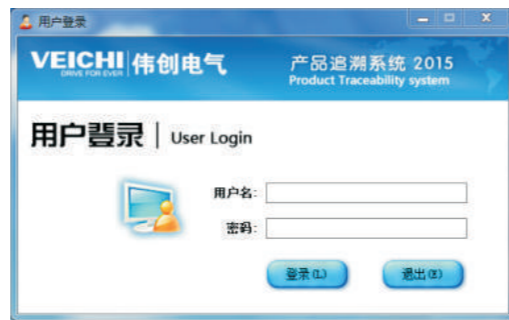 用户登录
VEICHI 伟创电气
DRIVE FOR EVER
产品追溯系统 2015
Product Traceability system
用户登录 | User Login
用户名:
密码:
登录(L)
退出(E)